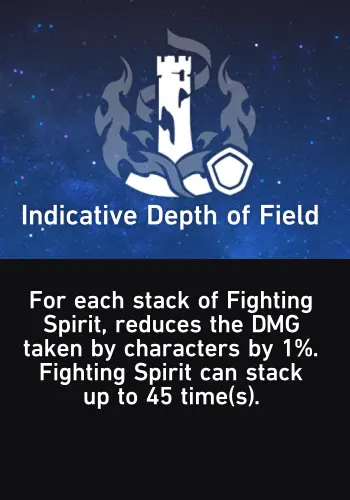 Indicative Depth of Field
For each stack of Fighting
Spirit, reduces the DMG
taken by characters by 1%.
Fighting Spirit can stack
up to 45 time(s).